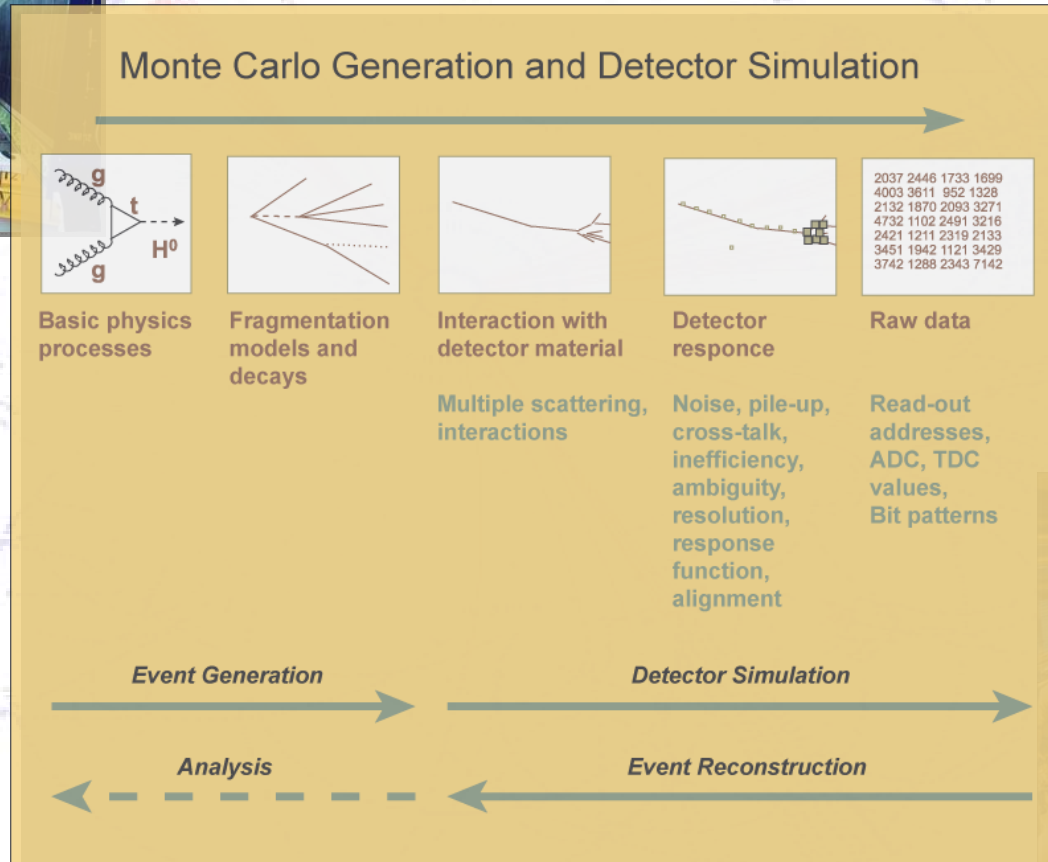 Monte Carlo Generation and Detector Simulation
g
t
H⁰
g
2037 2446 1733 1699
4003 3611 952 1328
2132 1870 2093 3271
4732 1102 2491 3216
2421 1211 2319 2133
3451 1942 1121 3429
3742 1288 2343 7142
Basic physics
processes
Fragmentation
models and
decays
Interaction with
detector material
Multiple scattering,
interactions
Detector
responce
Noise, pile-up,
cross-talk,
inefficiency,
ambiguity,
resolution,
response
function,
alignment
Raw data
Read-out
addresses,
ADC, TDC
values,
Bit patterns
Event Generation
Detector Simulation
Analysis
Event Reconstruction